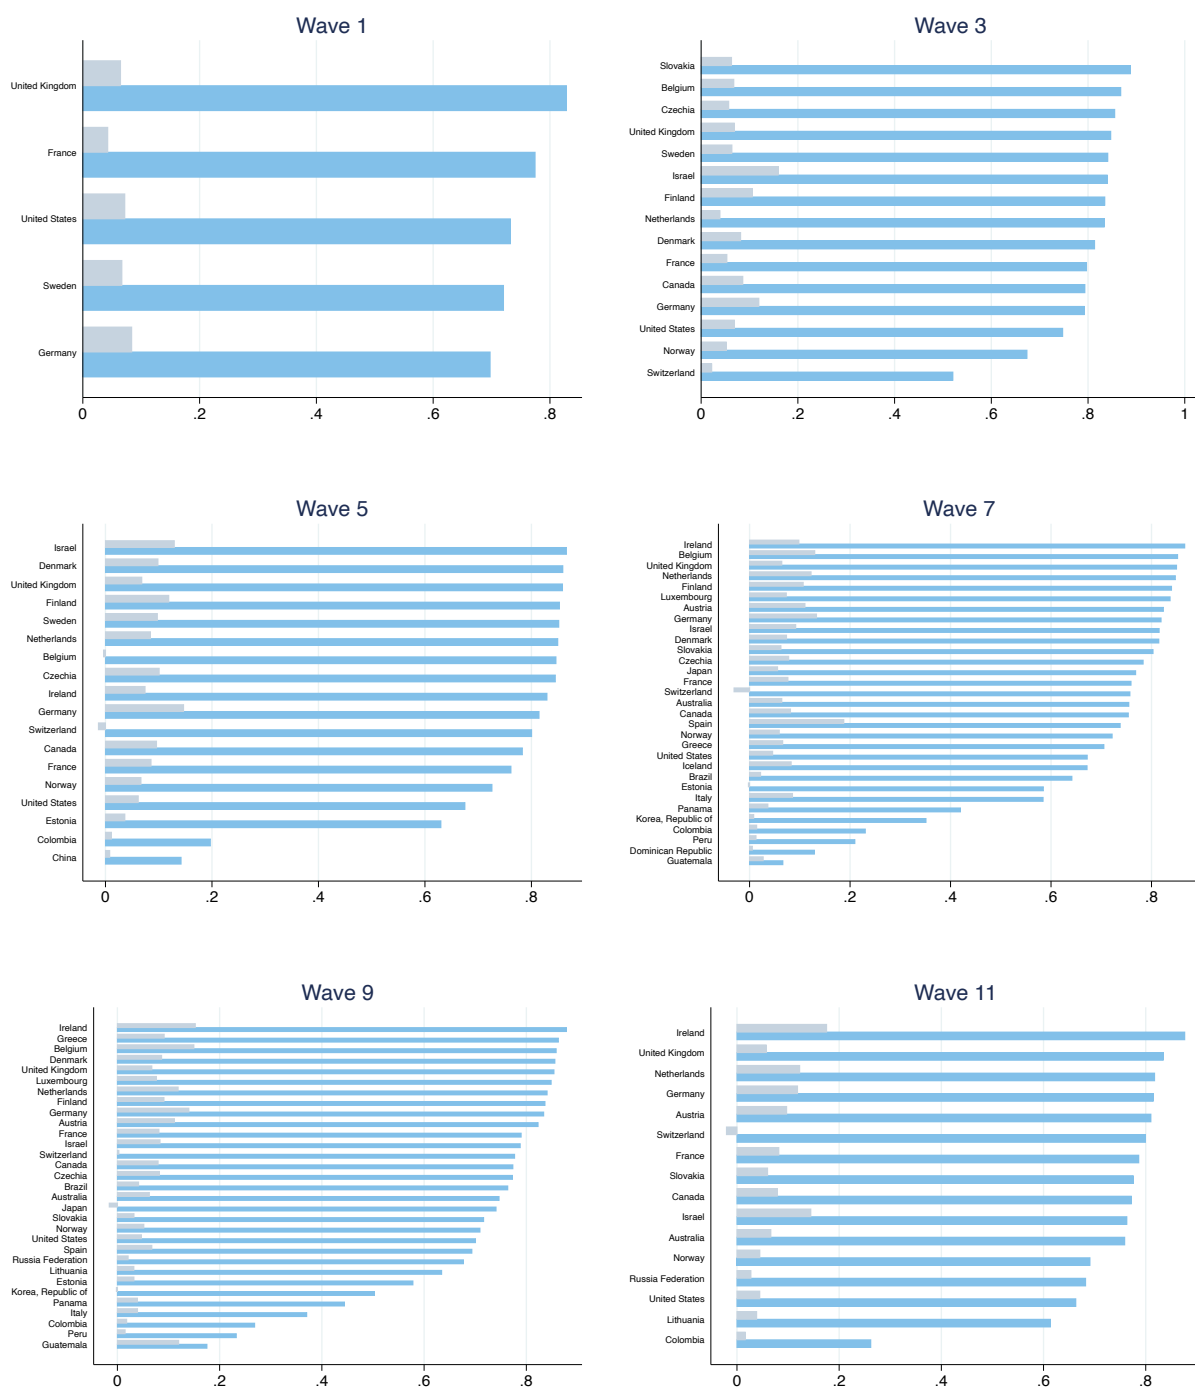 Wave 1
United Kingdom
France
United States
Sweden
Germany
0 .2 .4 .6 .8
Wave 3
Slovakia
Belgium
Czechia
United Kingdom
Sweden
Israel
Finland
Netherlands
Denmark
France
Canada
Germany
United States
Norway
Switzerland
0 .2 .4 .6 .8 1
Wave 5
Israel
Denmark
United Kingdom
Finland
Sweden
Netherlands
Belgium
Czechia
Ireland
Germany
Switzerland
Canada
France
Norway
United States
Estonia
Colombia
China
0 .2 .4 .6 .8
Wave 7
Ireland
Belgium
United Kingdom
Netherlands
Finland
Luxembourg
Austria
Germany
Israel
Denmark
Slovakia
Czechia
Japan
France
Switzerland
Australia
Canada
Spain
Norway
Greece
United States
Iceland
Brazil
Estonia
Italy
Panama
Korea, Republic of
Colombia
Peru
Dominican Republic
Guatemala
0 .2 .4 .6 .8
Wave 9
Ireland
Greece
Belgium
Denmark
United Kingdom
Luxembourg
Netherlands
Finland
Germany
Austria
France
Israel
Switzerland
Canada
Czechia
Brazil
Australia
Japan
Slovakia
Norway
United States
Spain
Russia Federation
Lithuania
Estonia
Korea, Republic of
Panama
Italy
Colombia
Peru
Guatemala
0 .2 .4 .6 .8
Wave 11
Ireland
United Kingdom
Netherlands
Germany
Austria
Switzerland
France
Slovakia
Canada
Israel
Australia
Norway
Russia Federation
United States
Lithuania
Colombia
0 .2 .4 .6 .8